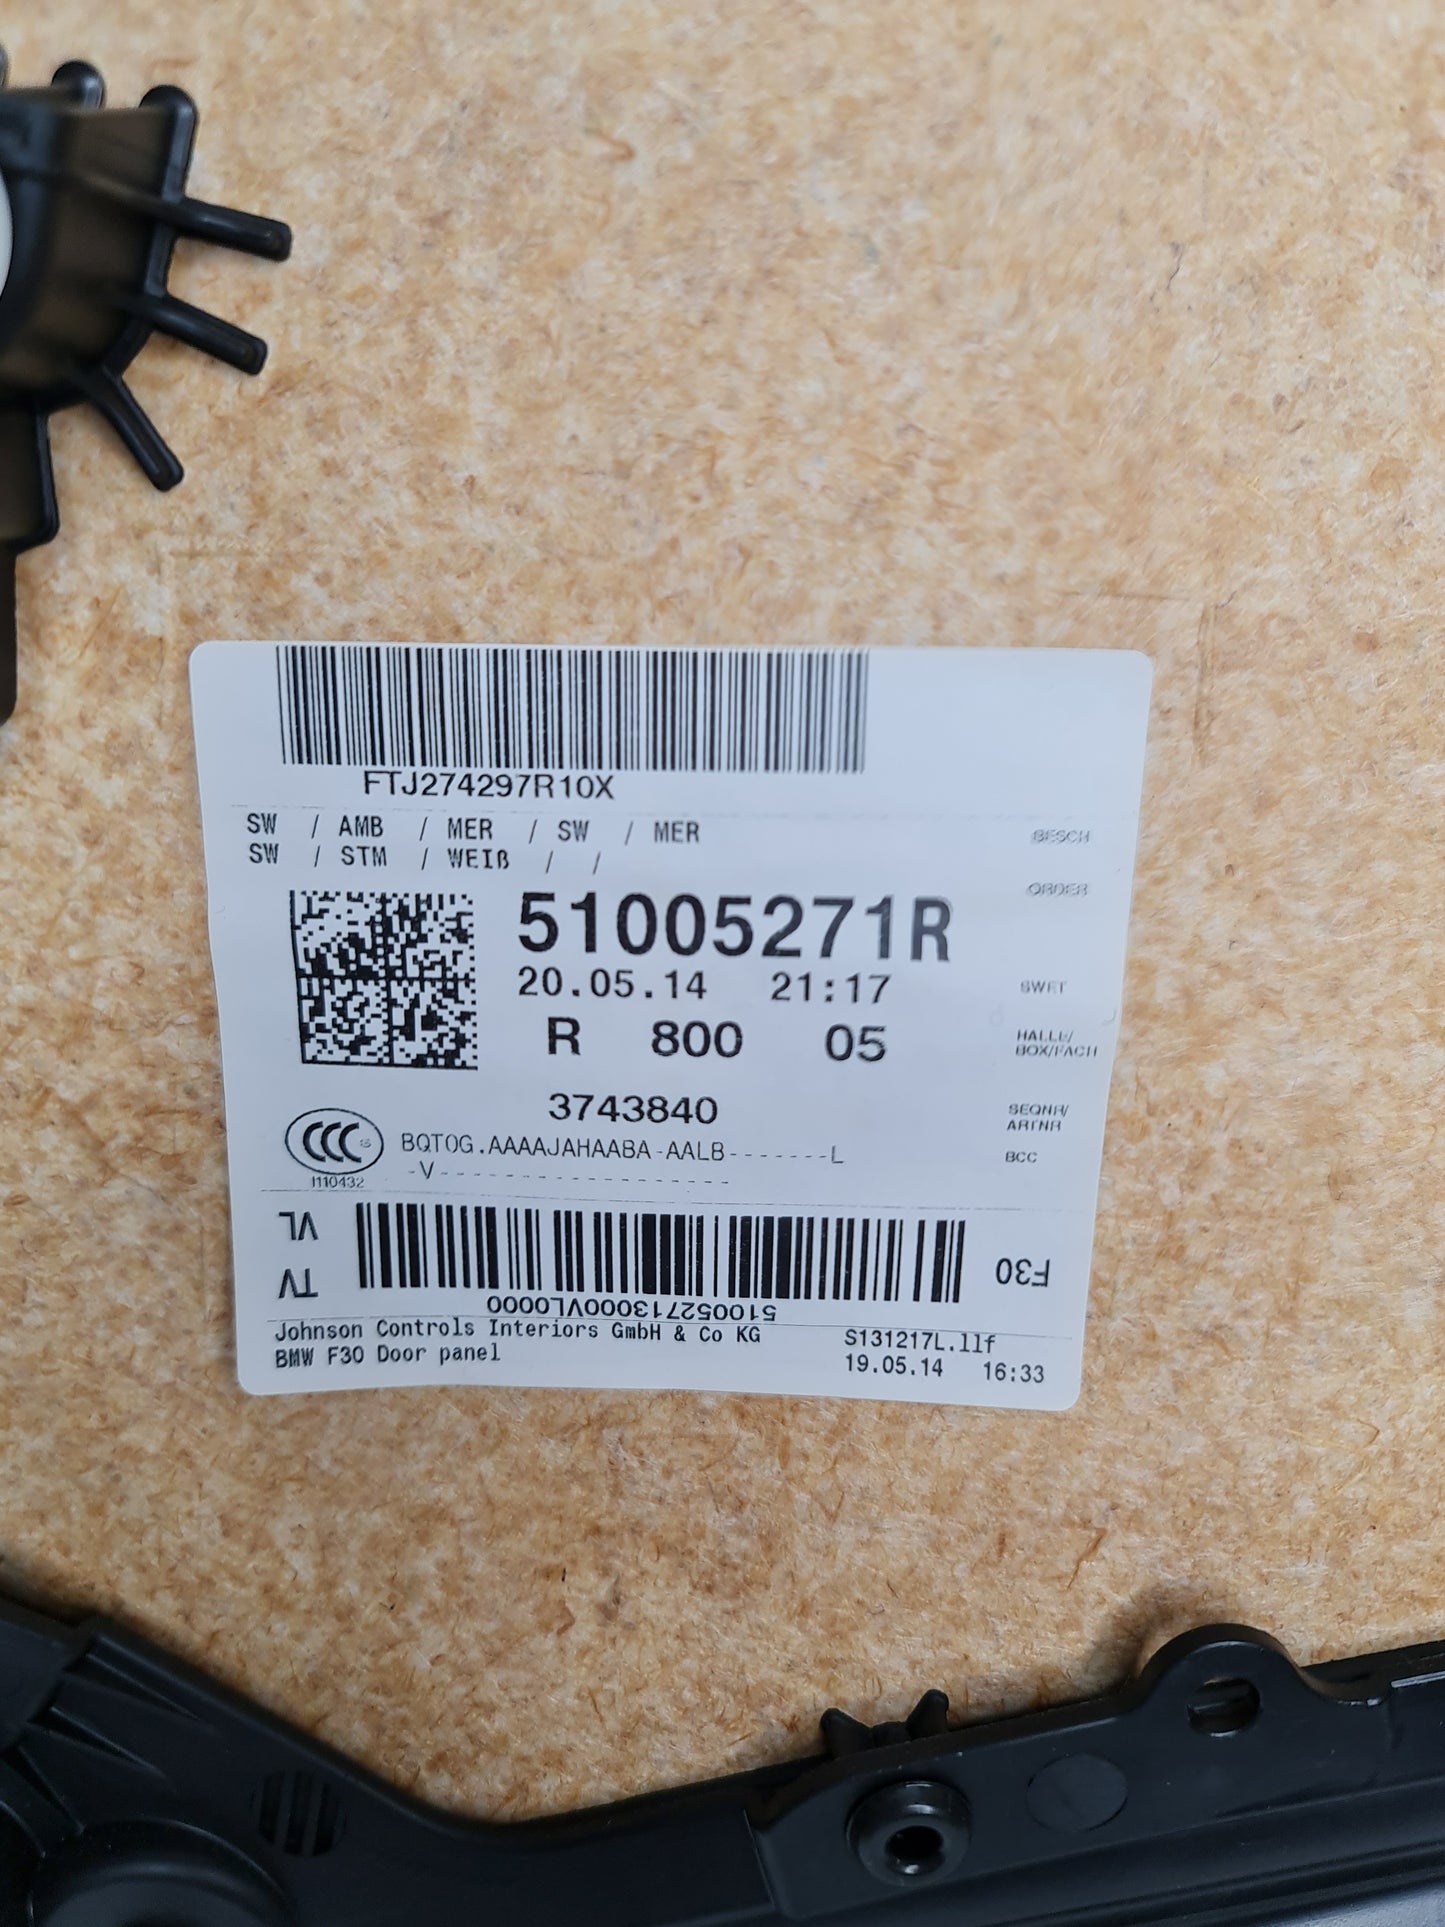 FTJ274297R10X
SW / AMB / MER / SW / MER
SW / STM / WEIß / /
BESCH
ORDER
51005271R
20.05.14 21:17
SWET
R 800 05
HALLE/
BOX/FACH
3743840
SEQNR/
ARTNR
CCC S
I110432
BQTOG.AAAAJAHAABA-AALB-------L
-V-------------------
BCC
VL
TV
F30
510052713000VL0000
Johnson Controls Interiors GmbH & Co KG
BMW F30 Door panel
S131217L.llf
19.05.14 16:33